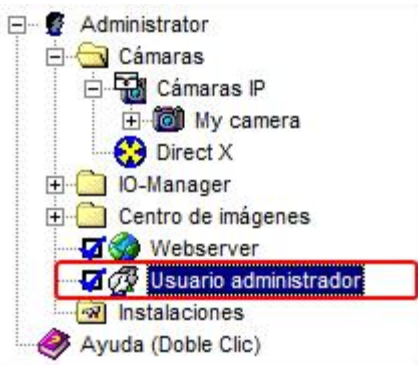 Administrator
Cámaras
Cámaras IP
My camera
Direct X
IO-Manager
Centro de imágenes
Webserver
Usuario administrador
Instalaciones
Ayuda (Doble Clic)